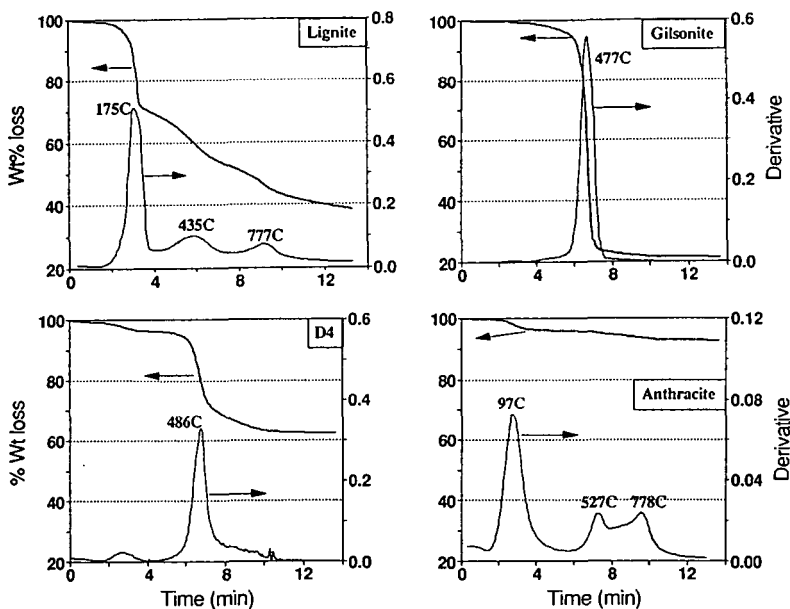 Lignite
Wt% loss
100
80
60
40
20
0.8
0.6
0.4
0.2
0.0
175C
435C
777C
0
4
8
12
Gilsonite
100
80
60
40
20
0.6
0.4
0.2
0.0
Derivative
477C
0
4
8
12
D4
% Wt loss
100
80
60
40
20
0.6
0.4
0.2
0.0
486C
0
4
8
12
Time (min)
Anthracite
100
80
60
40
20
0.12
0.08
0.04
0.00
Derivative
97C
527C
778C
0
4
8
12
Time (min)